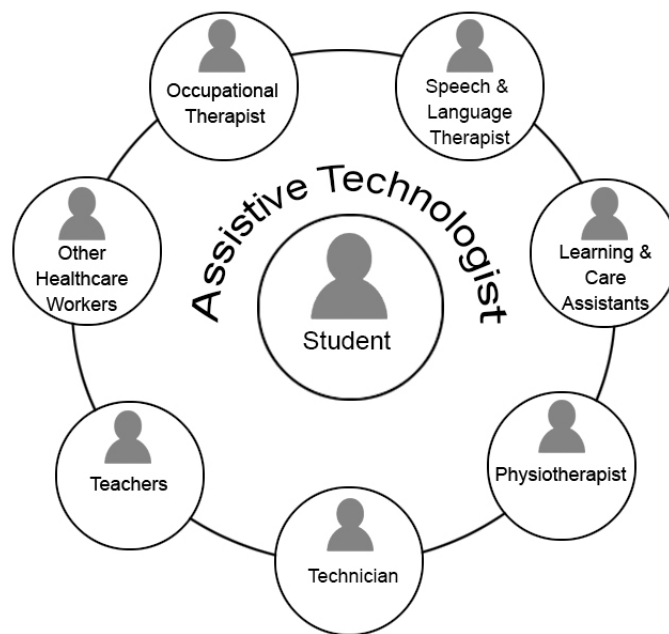 Occupational
Therapist
Speech &
Language
Therapist
Assistive Technologist
Other
Healthcare
Workers
Learning &
Care
Assistants
Student
Teachers
Physiotherapist
Technician